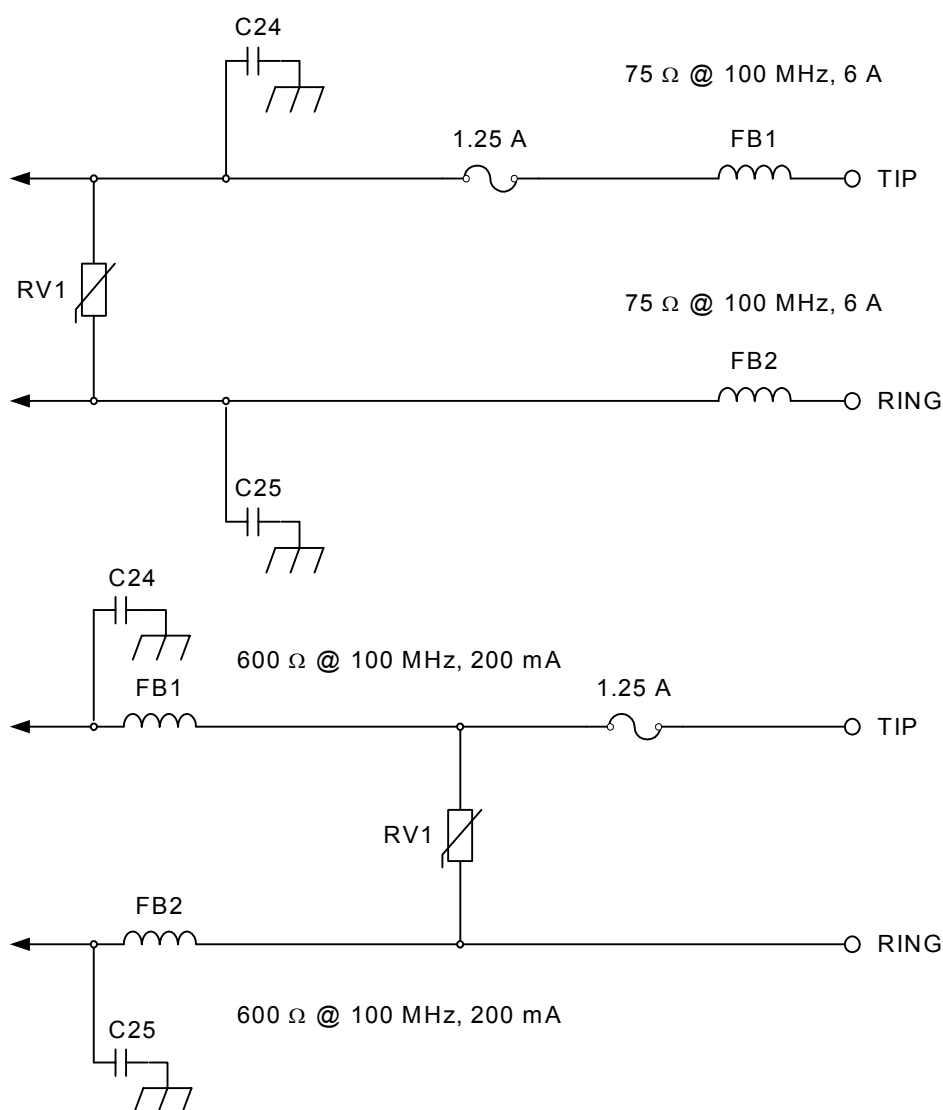 C24
75 Ω @ 100 MHz, 6 A
1.25 A
FB1
TIP
RV1
75 Ω @ 100 MHz, 6 A
FB2
RING
C25
C24
600 Ω @ 100 MHz, 200 mA
FB1
1.25 A
TIP
RV1
FB2
RING
600 Ω @ 100 MHz, 200 mA
C25